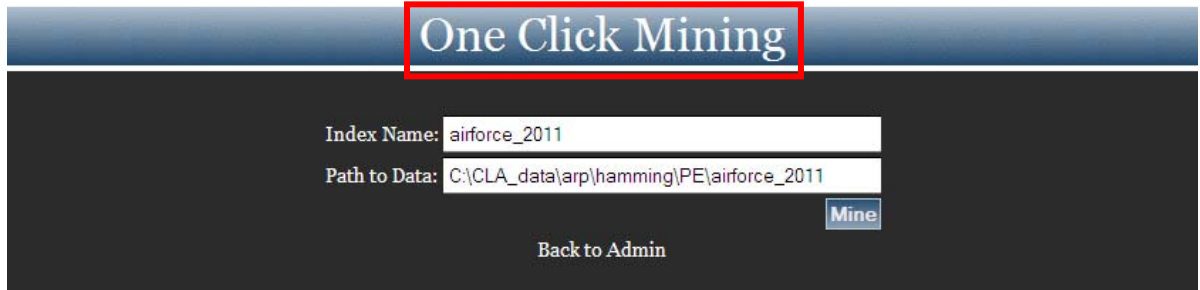 One Click Mining
Index Name: airforce_2011
Path to Data: C:\CLA_data\arp\hamming\PE\airforce_2011
Mine
Back to Admin